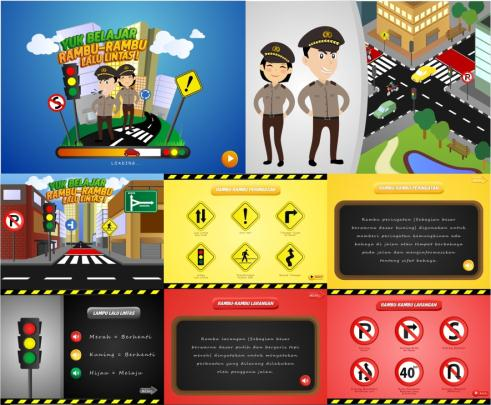 YUK BELAJAR
RAMBU-RAMBU
LALU LINTAS!
LOADING...
YUK BELAJAR
RAMBU-RAMBU
LALU LINTAS!
RAMBU-RAMBU PERINGATAN
RAMBU-RAMBU PERINGATAN
Rambu peringatan (Sebagian besar
berwarna dasar kuning) digunakan untuk
memberi peringatan kemungkinan ada
bahaya di jalan atau tempat berbahaya
pada jalan dan menginformasikan
tentang sifat bahaya.
LAMPU LALU LINTAS
Merah = Berhenti
Kuning = Berhenti
Hijau = Melaju
RAMBU-RAMBU LARANGAN
Rambu larangan (Sebagian besar
berwarna dasar putih dan bergaris tepi
merah) dinyatakan untuk menyatakan
perbuatan yang dilarang dilakukan
oleh pengguna jalan.
RAMBU-RAMBU LARANGAN
P
S
40